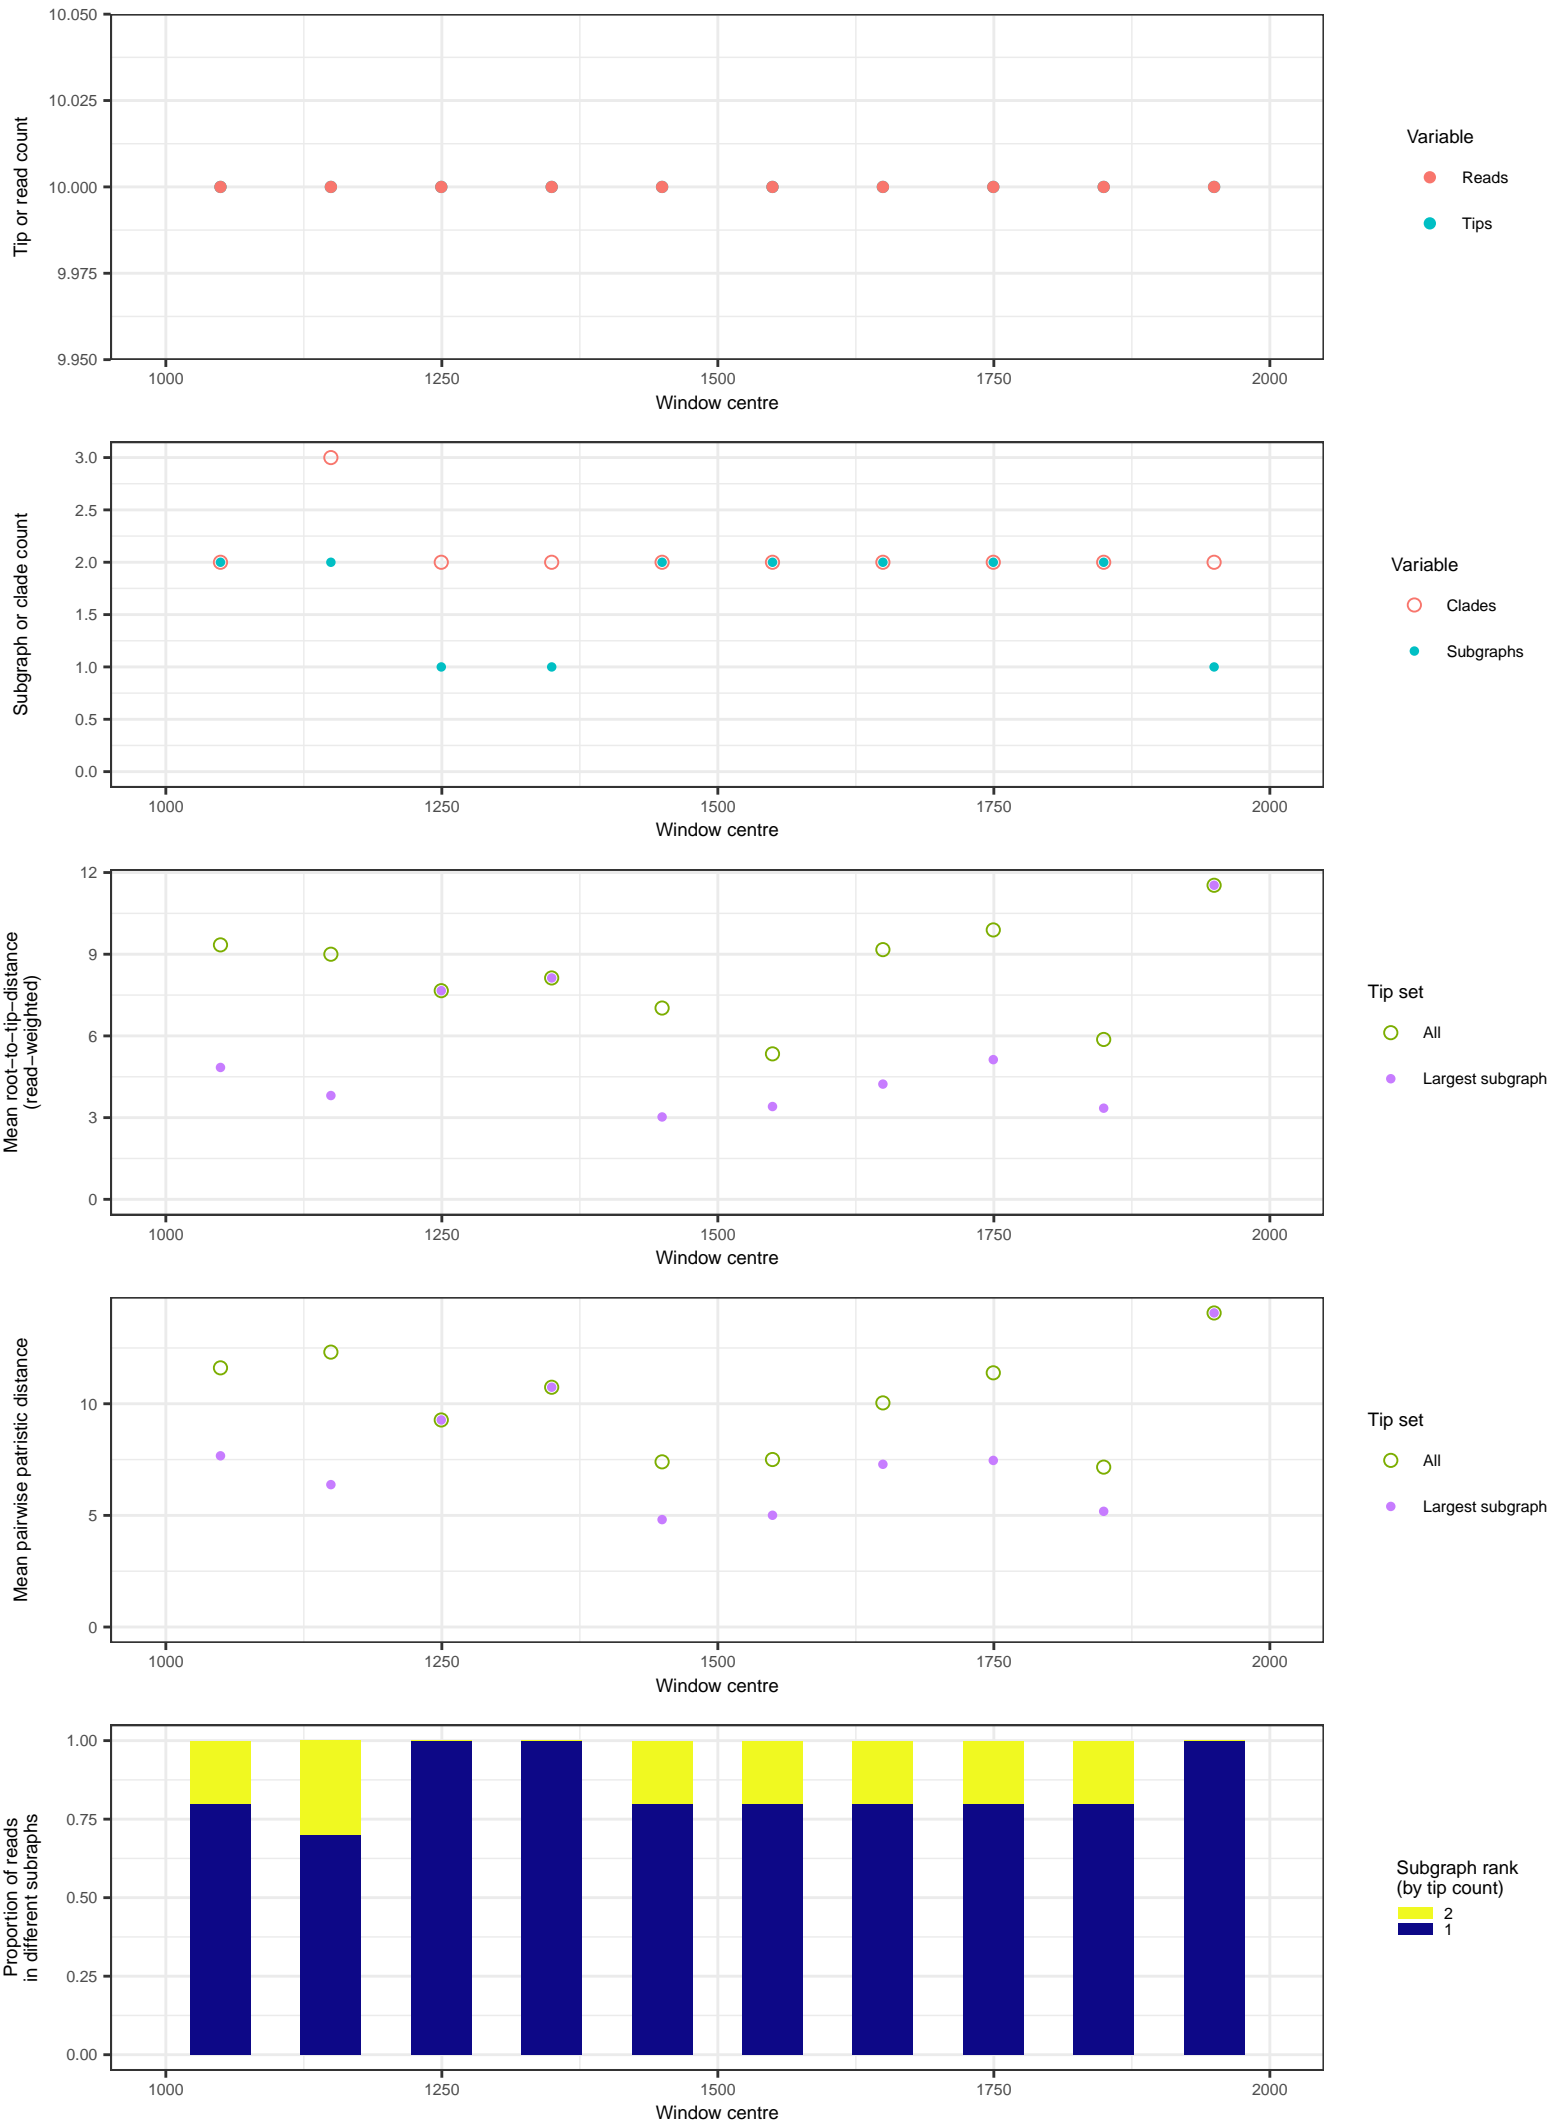 10.050
10.025
10.000
9.975
9.950
Tip or read count
1000 1250 1500 1750 2000
Window centre
Variable
Reads
Tips
3.0
2.5
2.0
1.5
1.0
0.5
0.0
Subgraph or clade count
1000 1250 1500 1750 2000
Window centre
Variable
Clades
Subgraphs
12
9
6
3
0
Mean root−to−tip−distance
(read−weighted)
1000 1250 1500 1750 2000
Window centre
Tip set
All
Largest subgraph
10
5
0
Mean pairwise patristic distance
1000 1250 1500 1750 2000
Window centre
Tip set
All
Largest subgraph
1.00
0.75
0.50
0.25
0.00
Proportion of reads
in different subraphs
1000 1250 1500 1750 2000
Window centre
Subgraph rank
(by tip count)
2
1